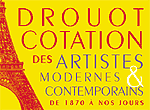 DROUOT
COTATION
DES ARTISTES
MODERNES &
CONTEMPORAINS
DE 1870 A NOS JOURS